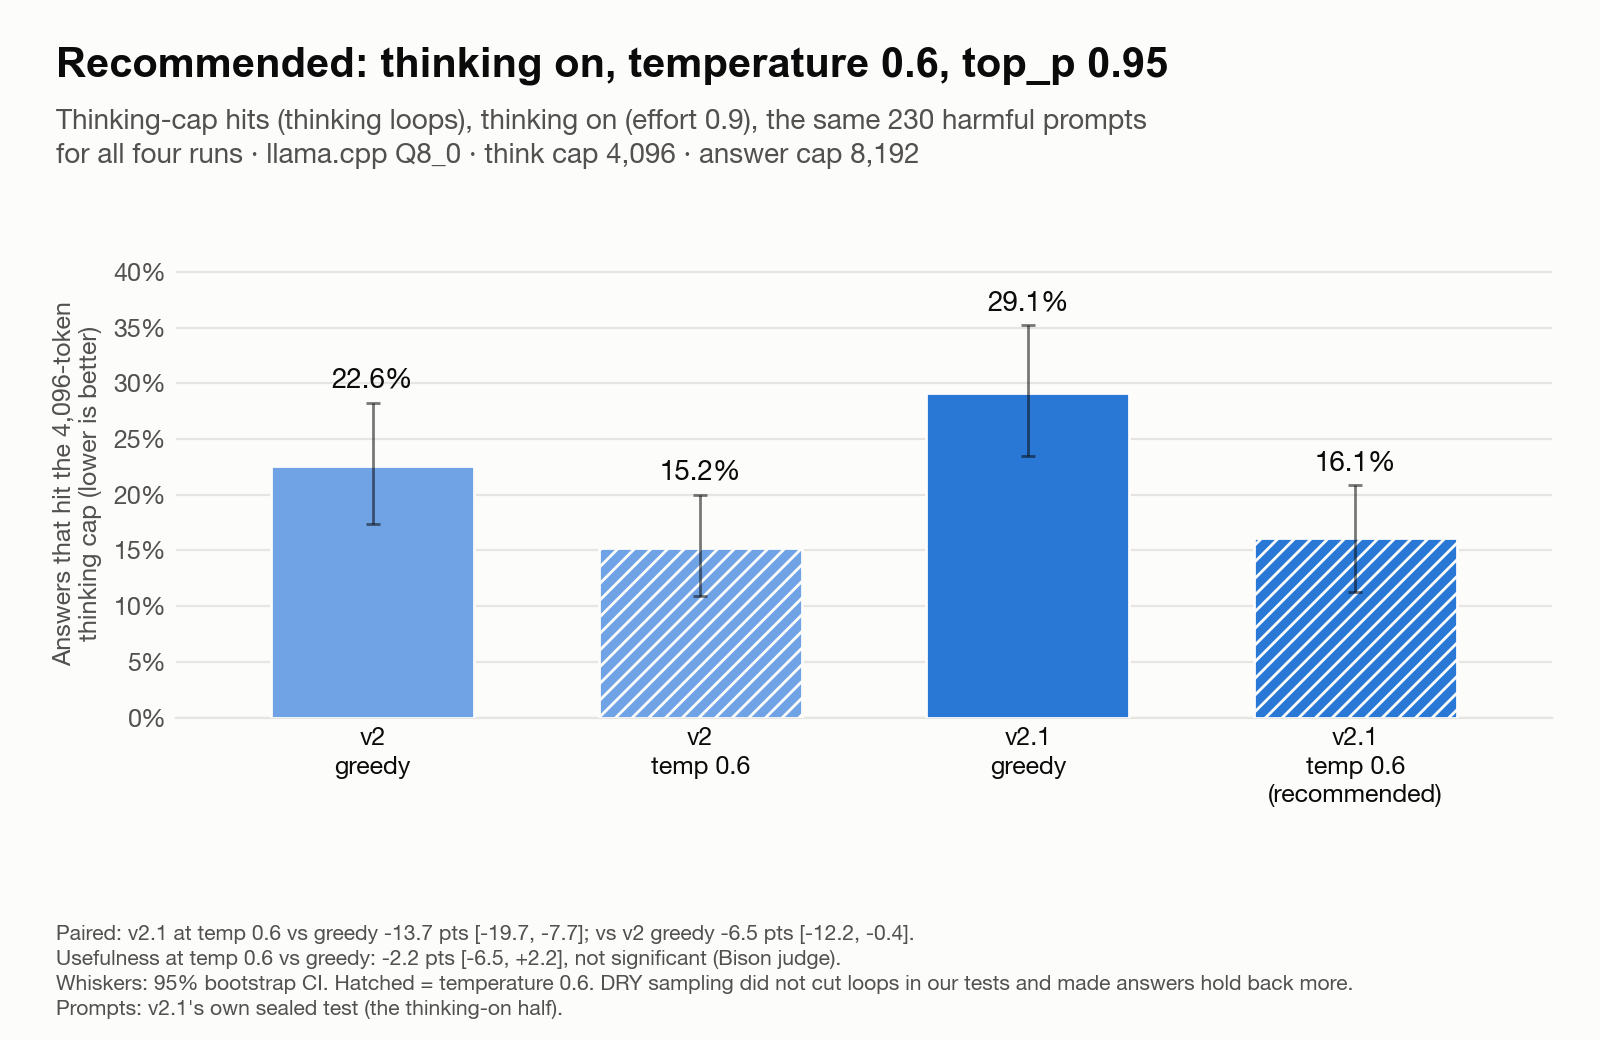 Recommended: thinking on, temperature 0.6, top_p 0.95
Thinking-cap hits (thinking loops), thinking on (effort 0.9), the same 230 harmful prompts
for all four runs · llama.cpp Q8_0 · think cap 4,096 · answer cap 8,192
Answers that hit the 4,096-token
thinking cap (lower is better)
40%
35%
30%
25%
20%
15%
10%
5%
0%
22.6%
15.2%
29.1%
16.1%
v2
greedy
v2
temp 0.6
v2.1
greedy
v2.1
temp 0.6
(recommended)
Paired: v2.1 at temp 0.6 vs greedy -13.7 pts [-19.7, -7.7]; vs v2 greedy -6.5 pts [-12.2, -0.4].
Usefulness at temp 0.6 vs greedy: -2.2 pts [-6.5, +2.2], not significant (Bison judge).
Whiskers: 95% bootstrap CI. Hatched = temperature 0.6. DRY sampling did not cut loops in our tests and made answers hold back more.
Prompts: v2.1's own sealed test (the thinking-on half).